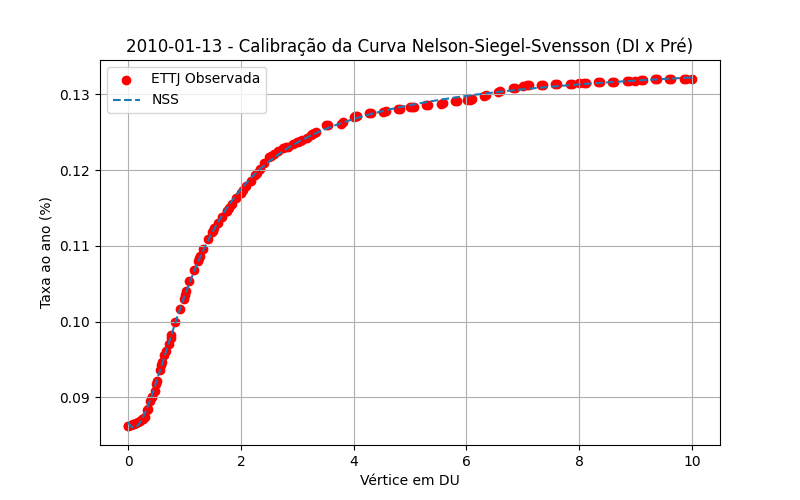 2010-01-13 - Calibração da Curva Nelson-Siegel-Svensson (DI x Pré)
ETTJ Observada
NSS
Taxa ao ano (%)
0.13
0.12
0.11
0.10
0.09
0 2 4 6 8 10
Vértice em DU